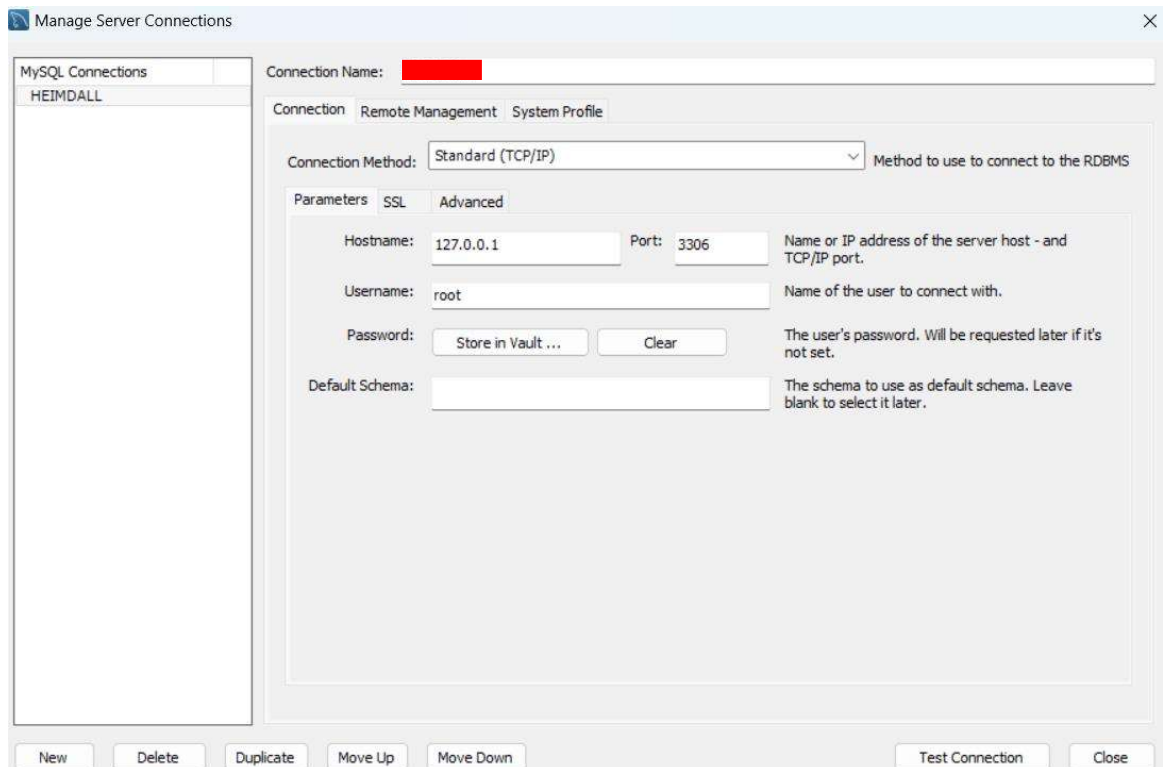 Manage Server Connections
MySQL Connections
HEIMDALL
Connection Name:
Connection Remote Management System Profile
Connection Method: Standard (TCP/IP) Method to use to connect to the RDBMS
Parameters SSL Advanced
Hostname: 127.0.0.1 Port: 3306 Name or IP address of the server host - and
TCP/IP port.
Username: root Name of the user to connect with.
Password: Store in Vault ... Clear The user's password. Will be requested later if it's
not set.
Default Schema: The schema to use as default schema. Leave
blank to select it later.
New Delete Duplicate Move Up Move Down Test Connection Close